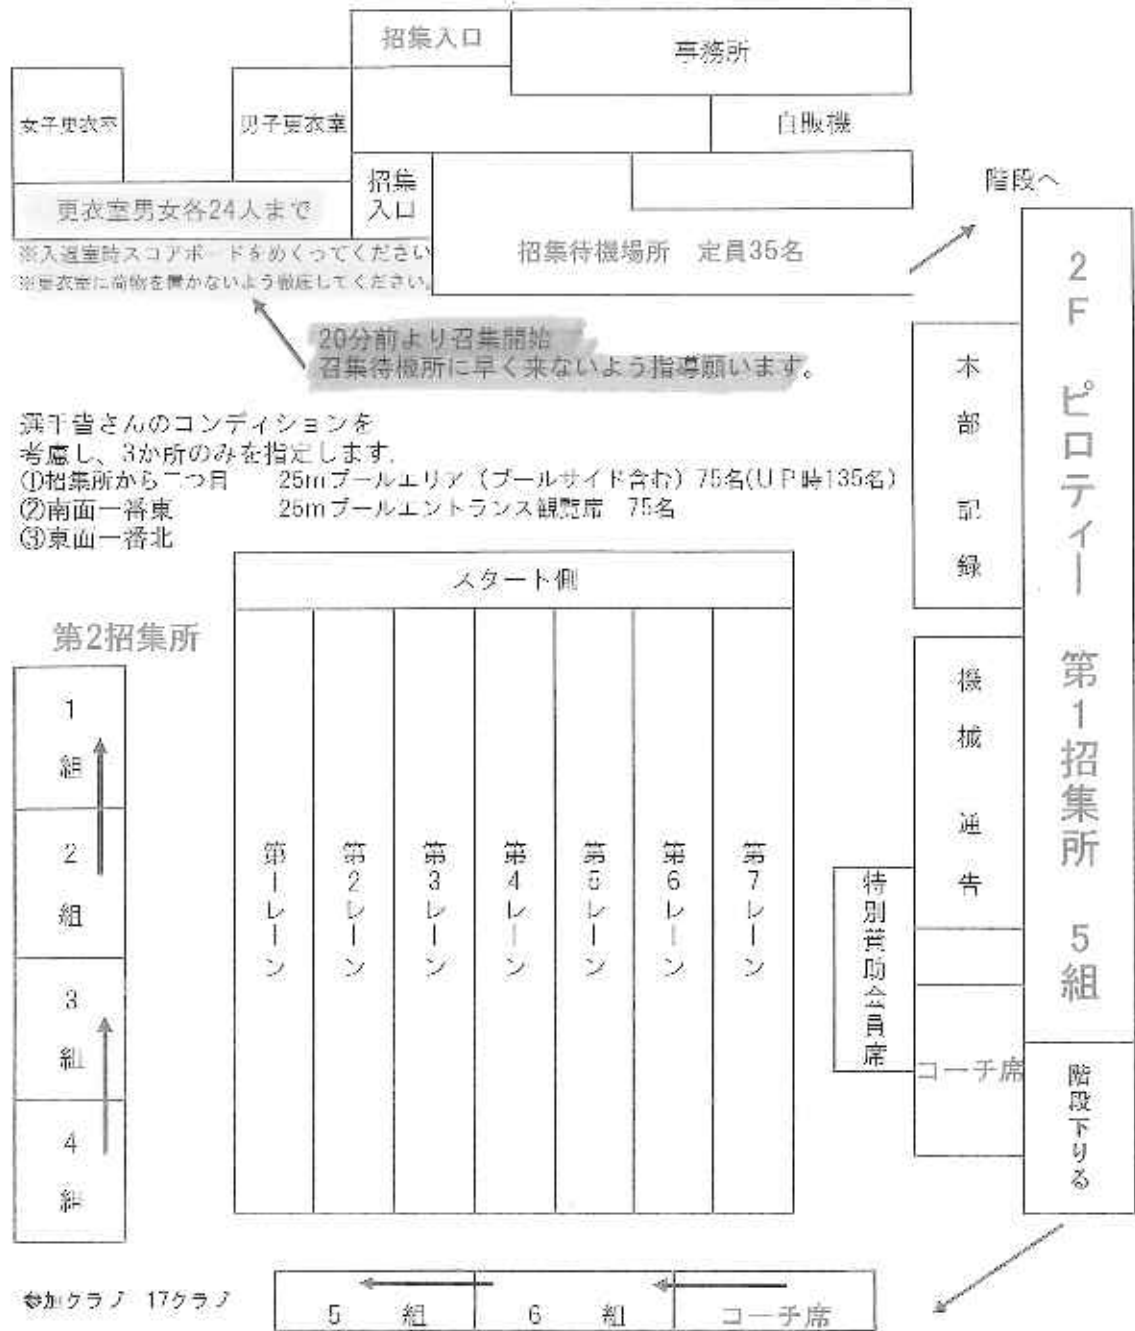 招集入口
事務所
女子更衣室
男子更衣室
自販機
招集
入口
階段へ
更衣室男女各24人まで
招集待機場所 定員35名
※入退室時スコアボードをめくってください
※更衣室に荷物を置かないよう徹底してください。
20分前より召集開始
召集待機所に早く来ないよう指導願います。
選手皆さんのコンディションを
考慮し、3か所のみを指定します.
①招集所から二つ目 25mプールエリア(プールサイド含む)75名(UP時135名)
②南面一番東 25mプールエントランス観覧席 75名
③東面一番北
本部 記録
2F ピロティー 第1招集所 5組
スタート側
第2招集所
1組
2組
3組
4組
第1レーン
第2レーン
第3レーン
第4レーン
第5レーン
第6レーン
第7レーン
機械 通告
特別賛助会員席
コーチ席
階段下りる
参加クラブ 17クラブ
5 組
6 組
コーチ席